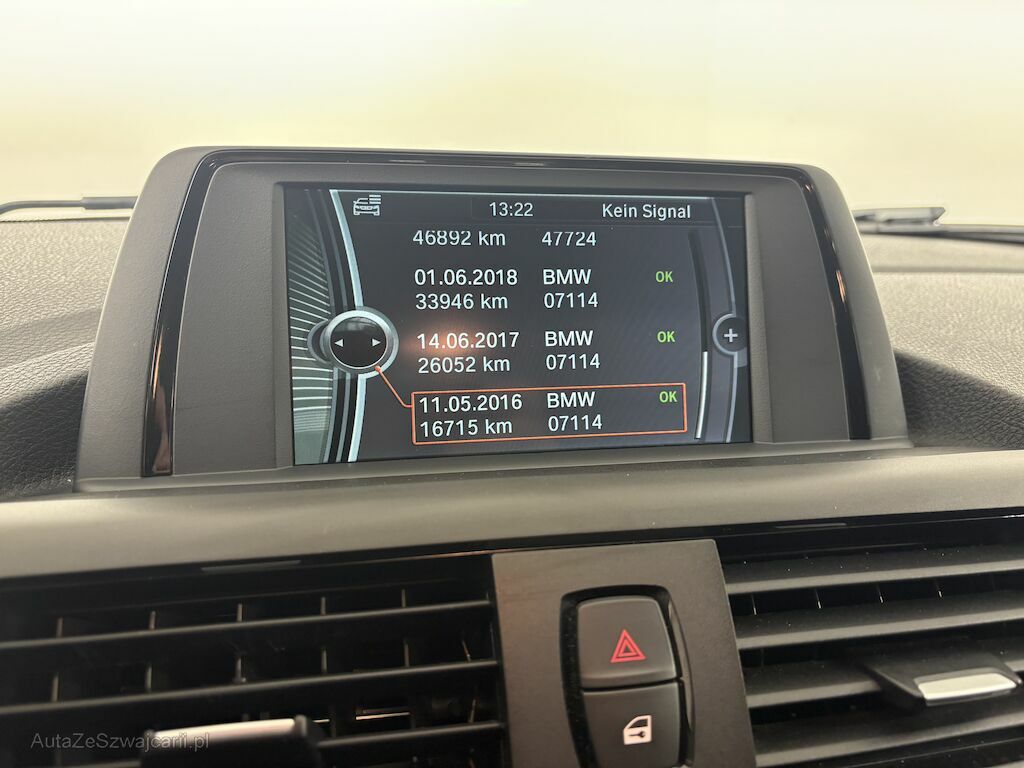 13:22 Kein Signal
46892 km 47724
01.06.2018 BMW OK
33946 km 07114
14.06.2017 BMW OK
26052 km 07114
11.05.2016 BMW OK
16715 km 07114
AutaZeSzwajcarii.pl